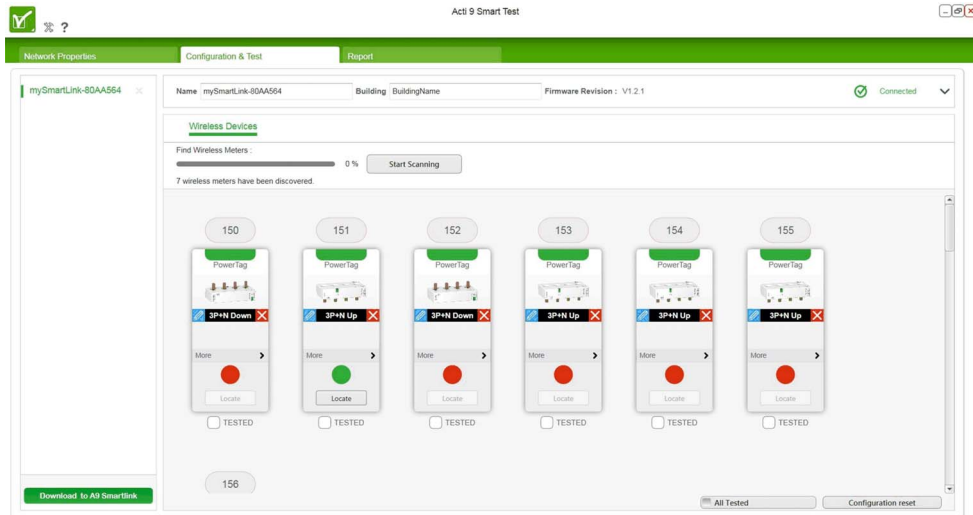 Acti 9 Smart Test
?
Network Properties Configuration & Test Report
mySmartLink-80AA564
Name mySmartLink-80AA564 Building BuildingName Firmware Revision : V1.2.1 Connected
Wireless Devices
Find Wireless Meters :
0 % Start Scanning
7 wireless meters have been discovered.
150 151 152 153 154 155
PowerTag PowerTag PowerTag PowerTag PowerTag PowerTag
3P+N Down 3P+N Up 3P+N Down 3P+N Up 3P+N Up 3P+N Up
More More More More More More
Locate Locate Locate Locate Locate Locate
TESTED TESTED TESTED TESTED TESTED TESTED
156
Download to A9 Smartlink All Tested Configuration reset